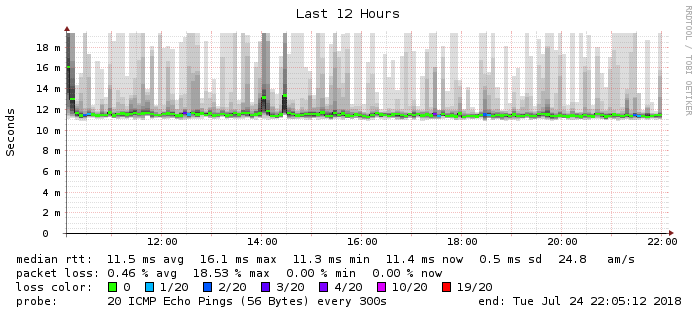 Last 12 Hours
RRDTOOL / TOBI OETIKER
Seconds
18 m
16 m
14 m
12 m
10 m
8 m
6 m
4 m
2 m
0
12:00 14:00 16:00 18:00 20:00 22:00
median rtt: 11.5 ms avg 16.1 ms max 11.3 ms min 11.4 ms now 0.5 ms sd 24.8 am/s
packet loss: 0.46 % avg 18.53 % max 0.00 % min 0.00 % now
loss color: 0 1/20 2/20 3/20 4/20 10/20 19/20
probe: 20 ICMP Echo Pings (56 Bytes) every 300s end: Tue Jul 24 22:05:12 2018